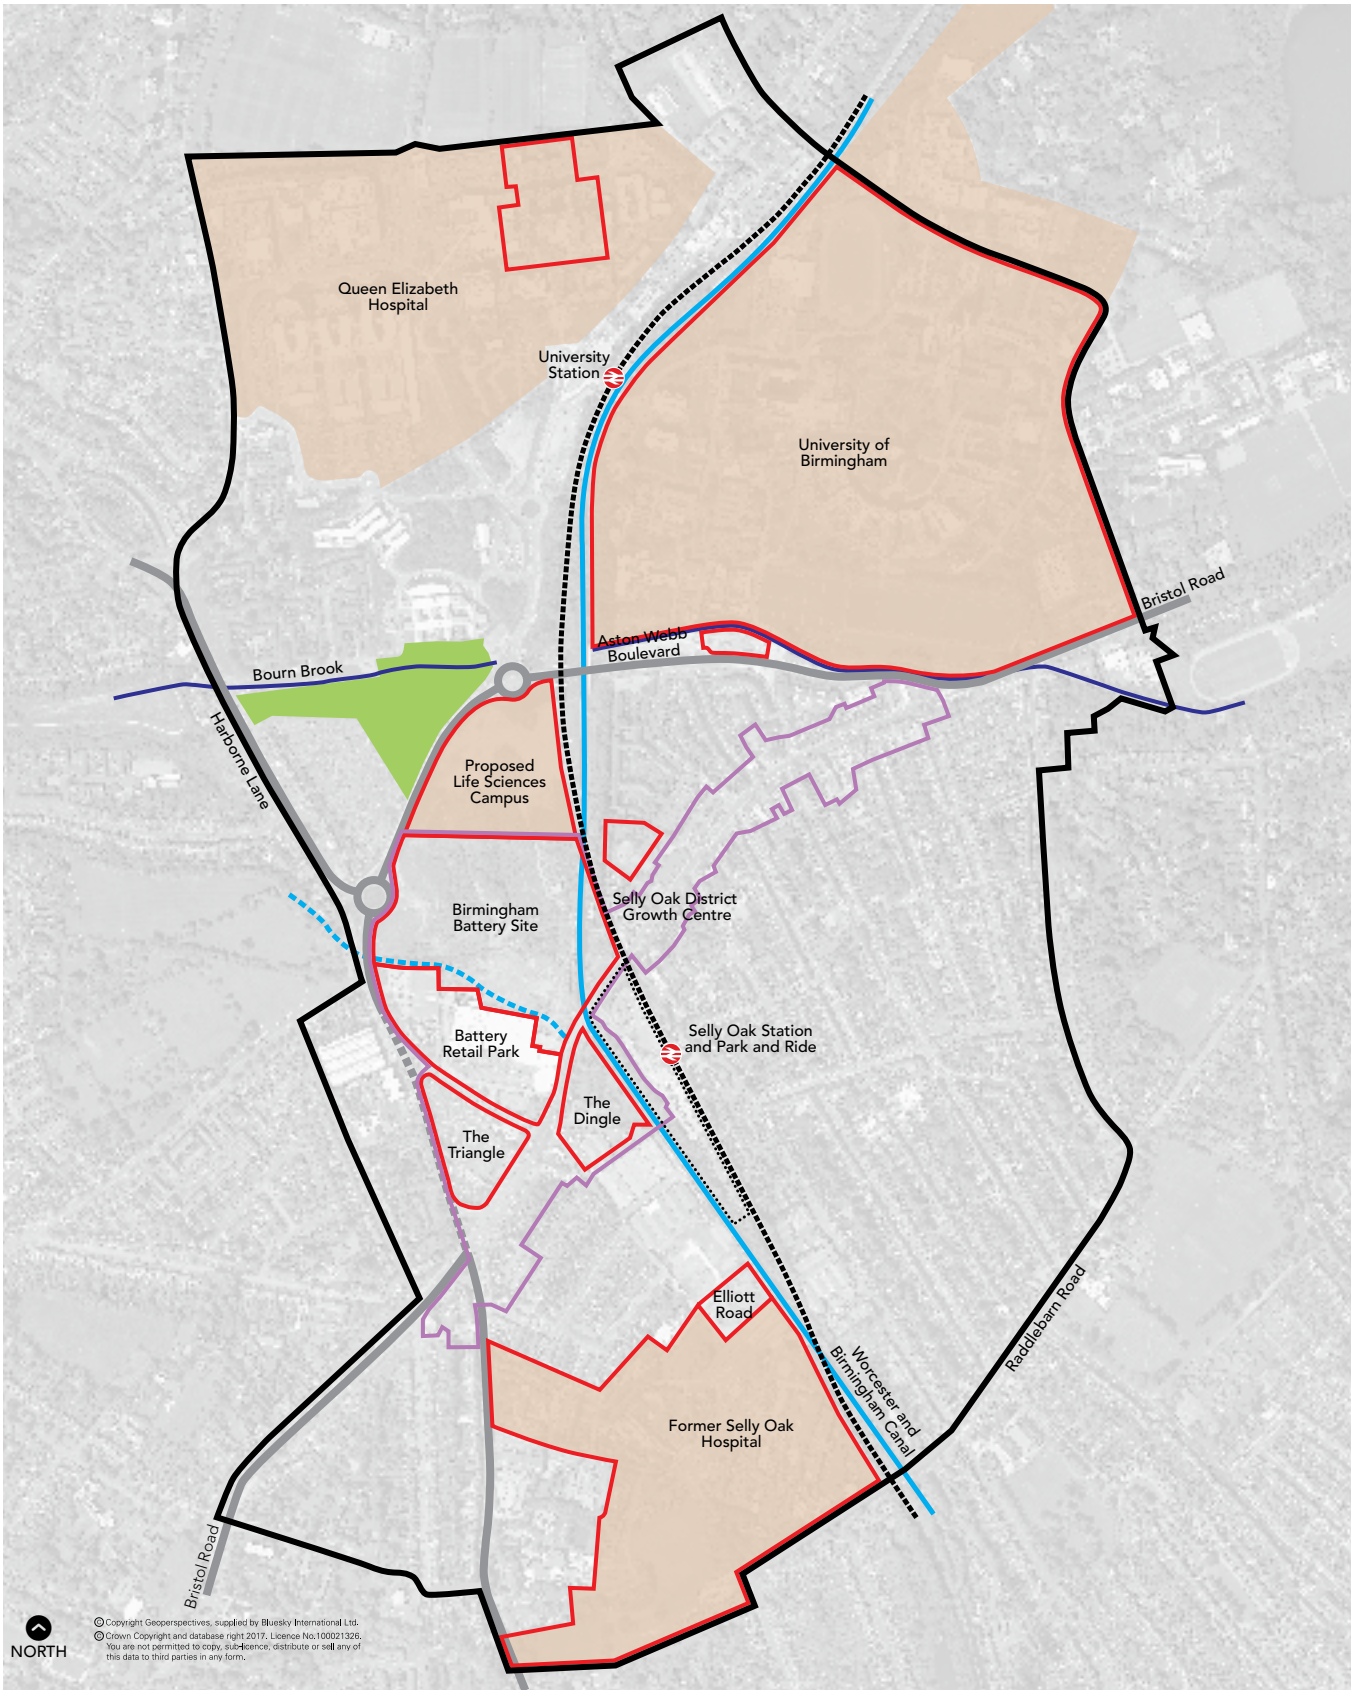 Queen Elizabeth
Hospital
University
Station
University of
Birmingham
Bristol Road
Aston Webb
Boulevard
Bourn Brook
Harborne Lane
Proposed
Life Sciences
Campus
Selly Oak District
Growth Centre
Birmingham
Battery Site
Battery
Retail Park
Selly Oak Station
and Park and Ride
The
Dingle
The
Triangle
Elliott
Road
Raddlebarn Road
Worcester and
Birmingham Canal
Former Selly Oak
Hospital
Bristol Road
NORTH
© Copyright Geoperspectives, supplied by Bluesky International Ltd.
© Crown Copyright and database right 2017. Licence No.100021326.
You are not permitted to copy, sub-licence, distribute or sell any of
this data to third parties in any form.